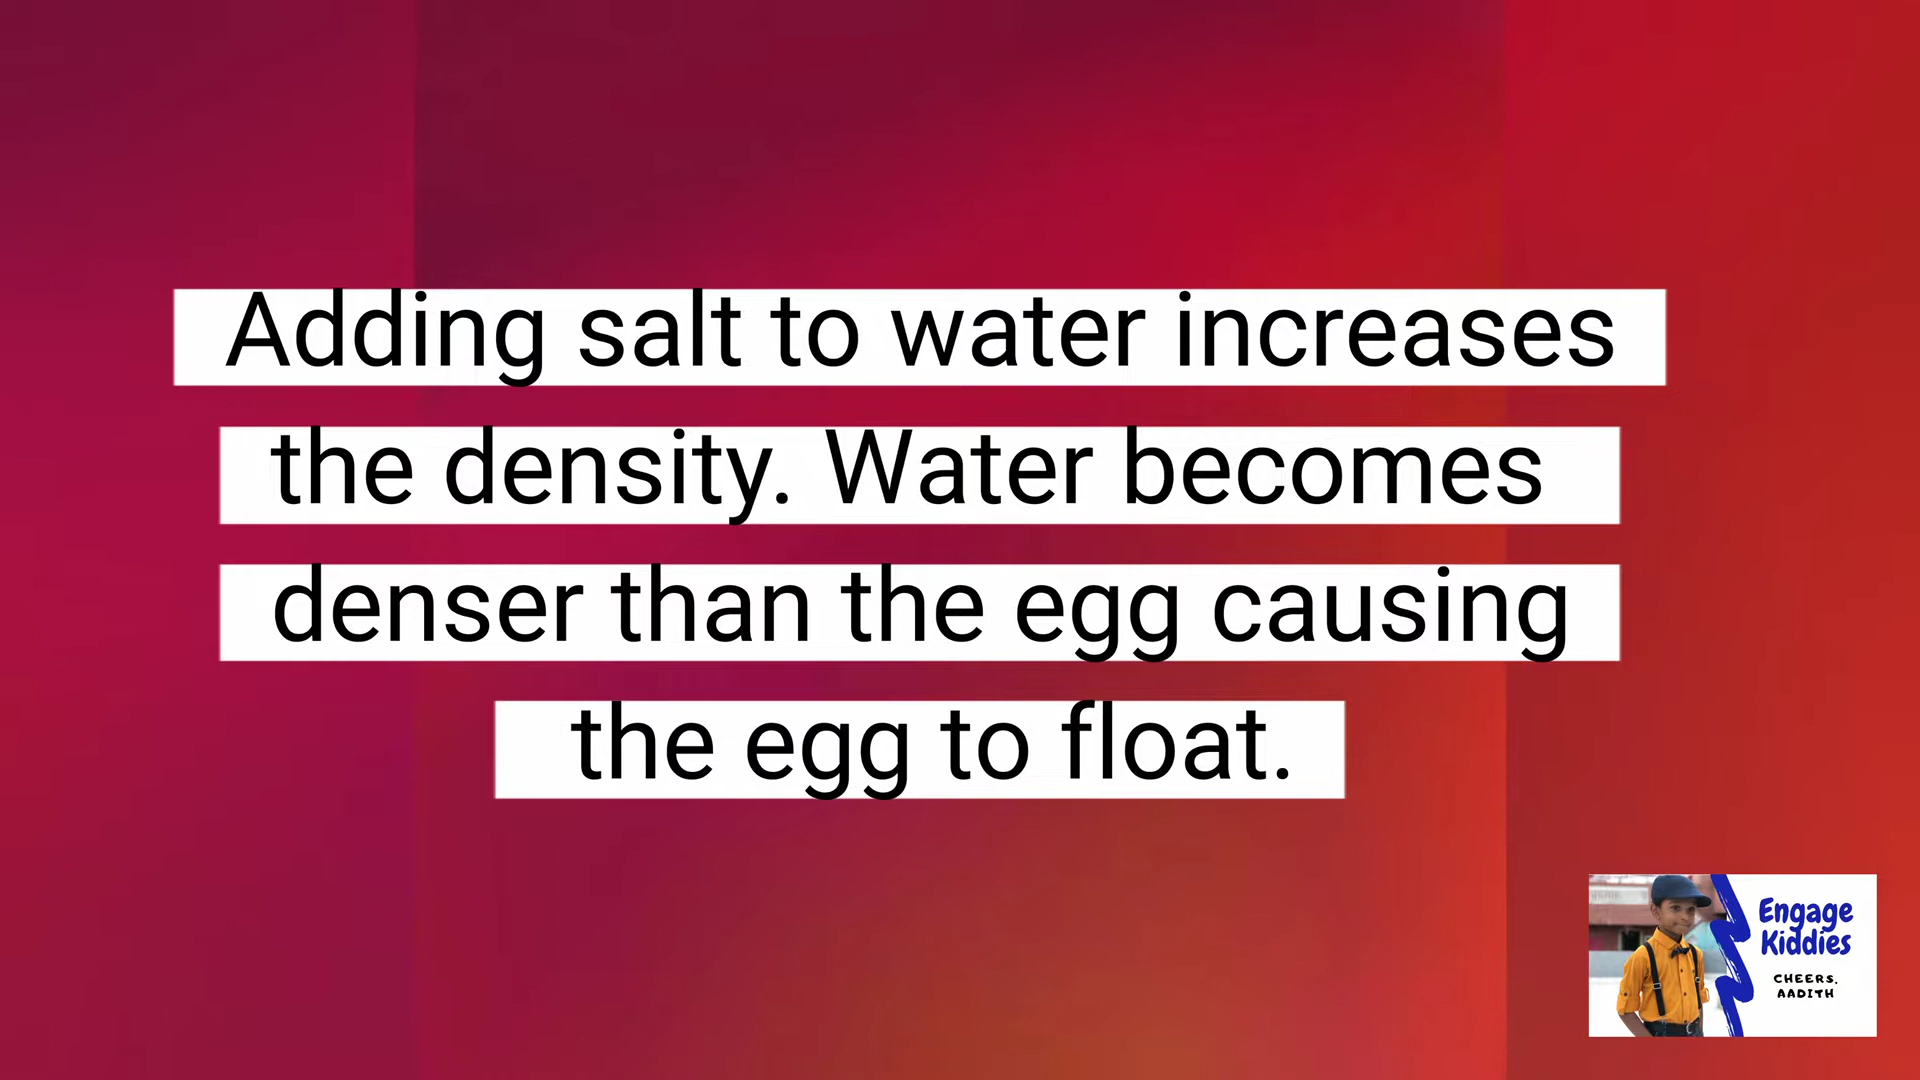 Adding salt to water increases
the density. Water becomes
denser than the egg causing
the egg to float.
Engage
Kiddies
CHEERS,
AADITH